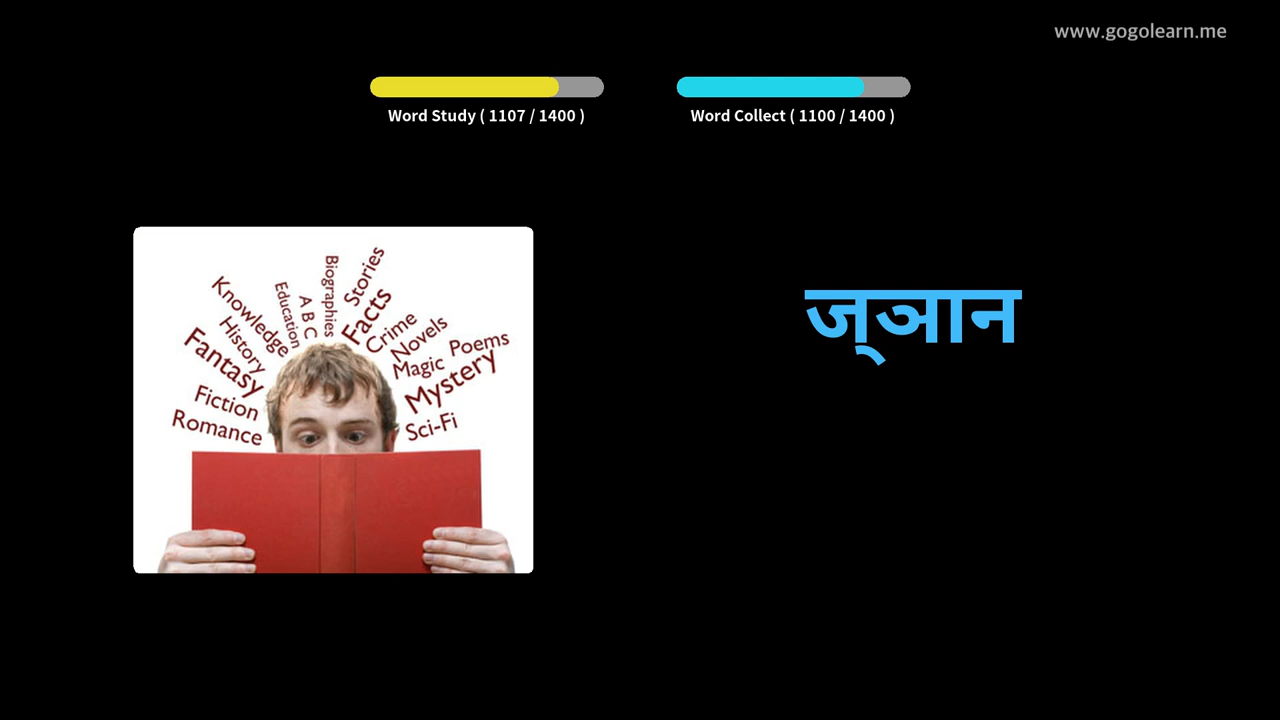 www.gogolearn.me
Word Study ( 1107 / 1400 )
Word Collect ( 1100 / 1400 )
ज्‌ञान
Biographies
Stories
Education
A B C
Facts
Knowledge
History
Crime
Novels
Fantasy
Magic
Poems
Mystery
Fiction
Romance
Sci-Fi